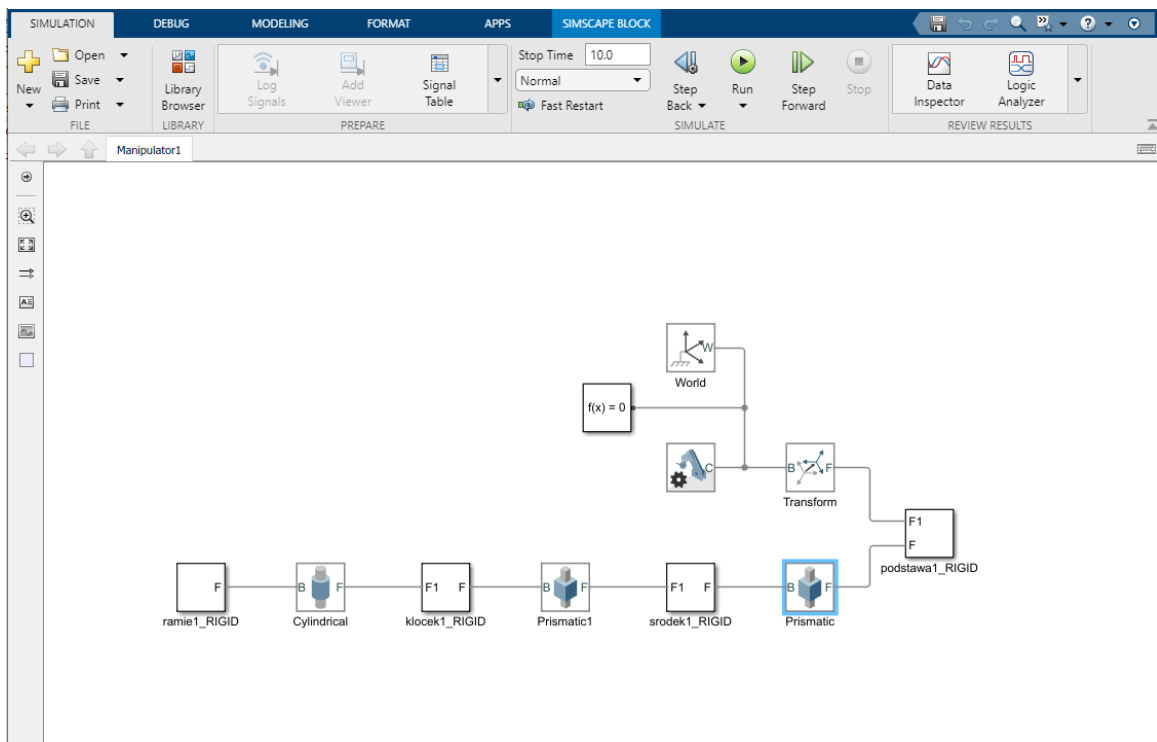 SIMULATION DEBUG MODELING FORMAT APPS SIMSCAPE BLOCK
New
Open
Save
Print
FILE
Library
Browser
LIBRARY
Log
Signals
Add
Viewer
Signal
Table
PREPARE
Stop Time 10.0
Normal
Fast Restart
Step
Back
Run
Step
Forward
Stop
SIMULATE
Data
Inspector
Logic
Analyzer
REVIEW RESULTS
Manipulator1
W
World
f(x) = 0
C
B F
Transform
F1
F
podstawa1_RIGID
F
ramie1_RIGID
B F
Cylindrical
F1 F
klocek1_RIGID
B F
Prismatic1
F1 F
srodek1_RIGID
B F
Prismatic